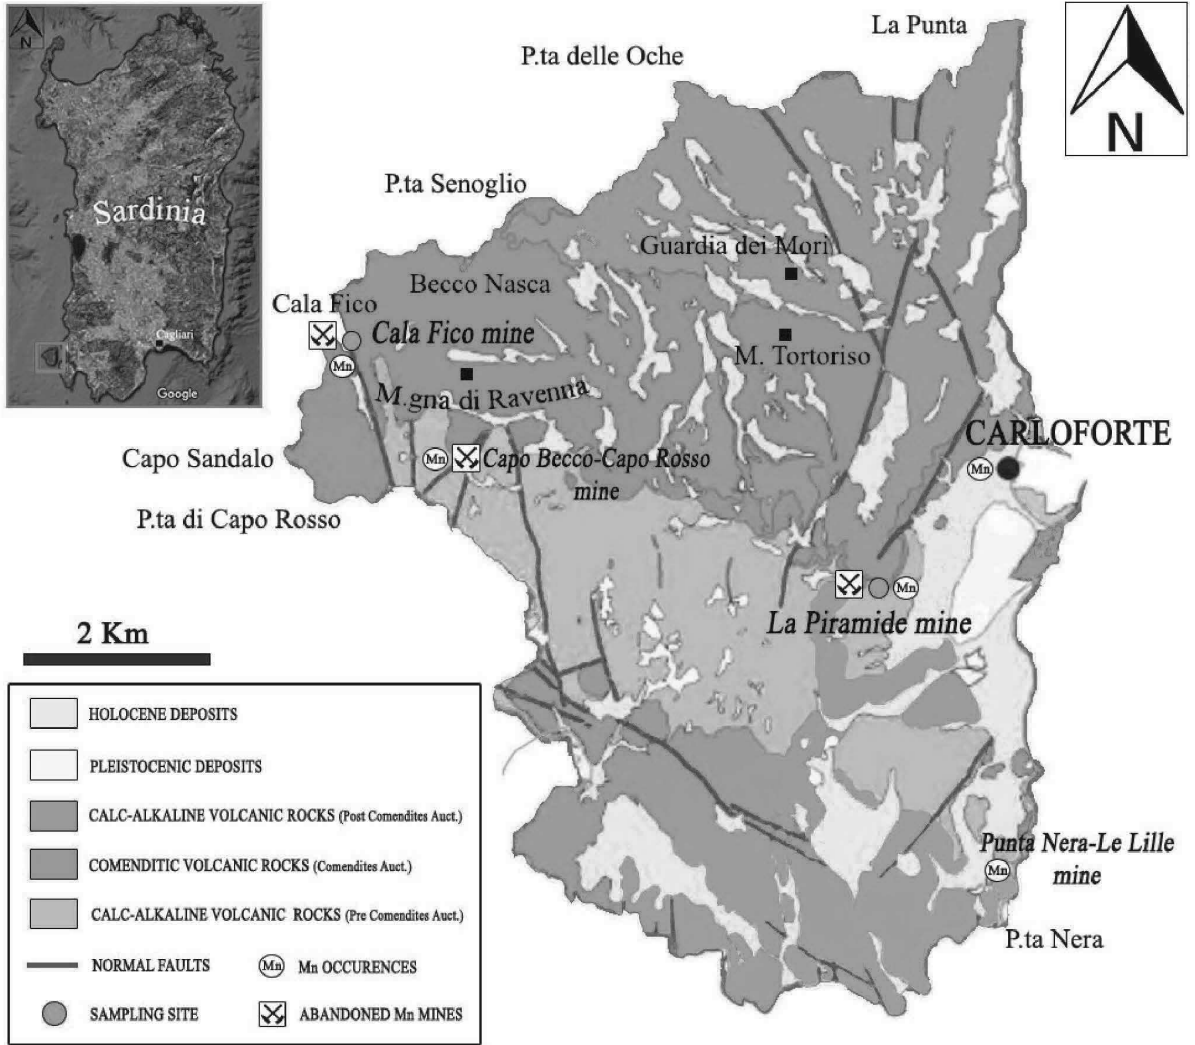 N
Sardinia
Cagliari
Google
La Punta
P.ta delle Oche
N
P.ta Senoglio
Guardia dei Mori
Becco Nasca
Cala Fico
Cala Fico mine
M. Tortoriso
Mn
M.gna di Ravenna
CARLOFORTE
Capo Sandalo
Mn
Capo Becco-Capo Rosso
mine
Mn
P.ta di Capo Rosso
Mn
La Piramide mine
2 Km
HOLOCENE DEPOSITS
PLEISTOCENIC DEPOSITS
CALC-ALKALINE VOLCANIC ROCKS (Post Comendites Auct.)
COMENDITIC VOLCANIC ROCKS (Comendites Auct.)
CALC-ALKALINE VOLCANIC ROCKS (Pre Comendites Auct.)
NORMAL FAULTS
Mn
Mn OCCURENCES
SAMPLING SITE
ABANDONED Mn MINES
Punta Nera-Le Lille
mine
Mn
P.ta Nera